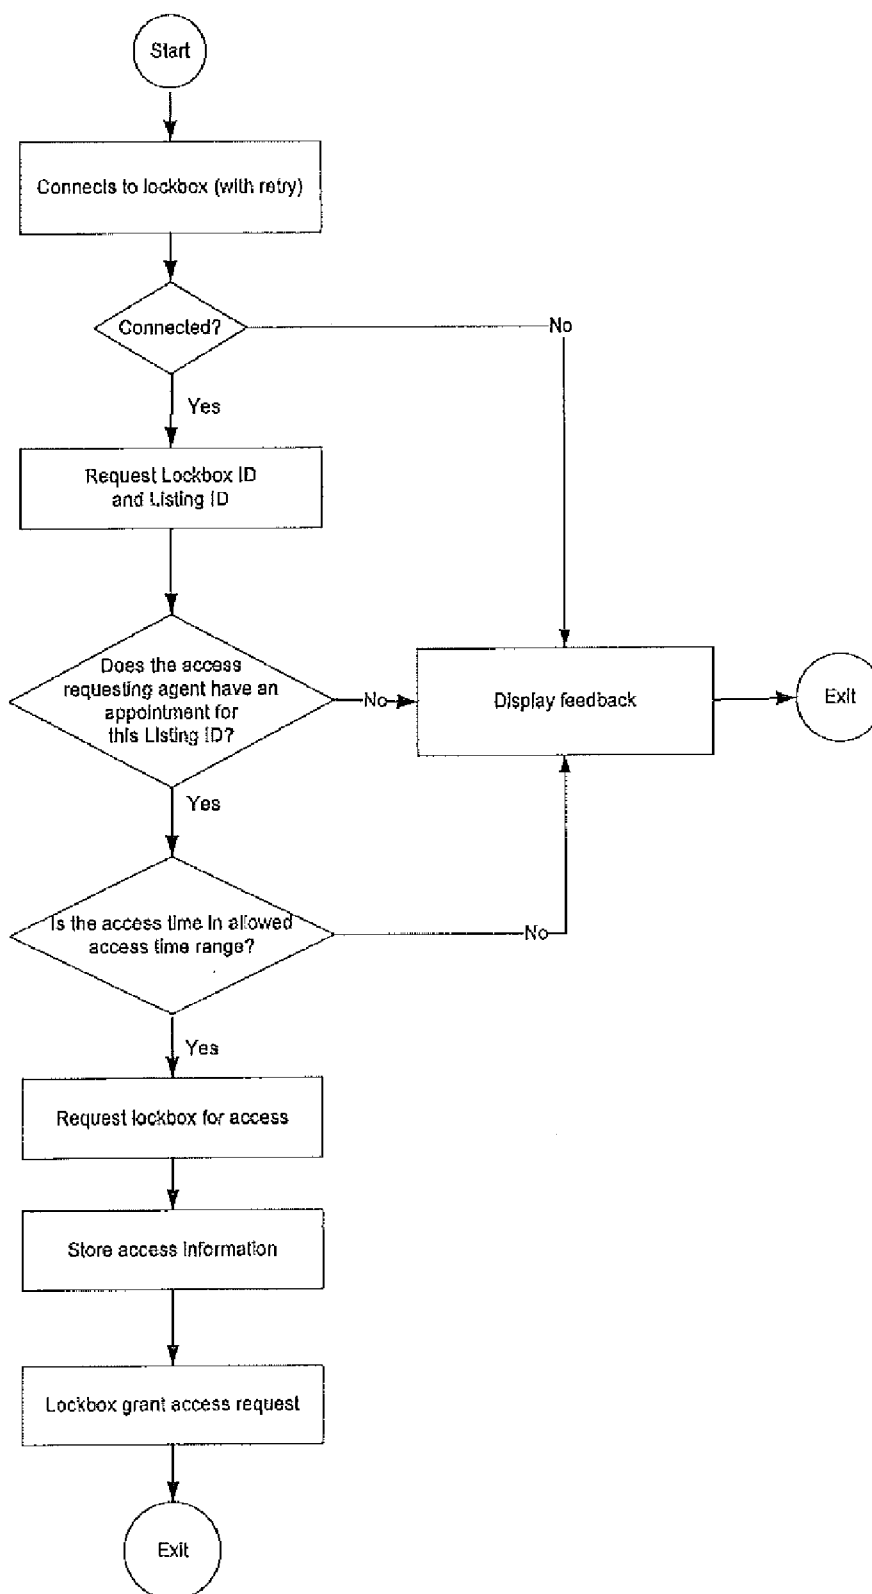 Start
Connects to lockbox (with retry)
Connected?
No
Yes
Request Lockbox ID
and Listing ID
Does the access
requesting agent have an
appointment for
this Listing ID?
No
Display feedback
Exit
Yes
Is the access time in allowed
access time range?
No
Yes
Request lockbox for access
Store access information
Lockbox grant access request
Exit